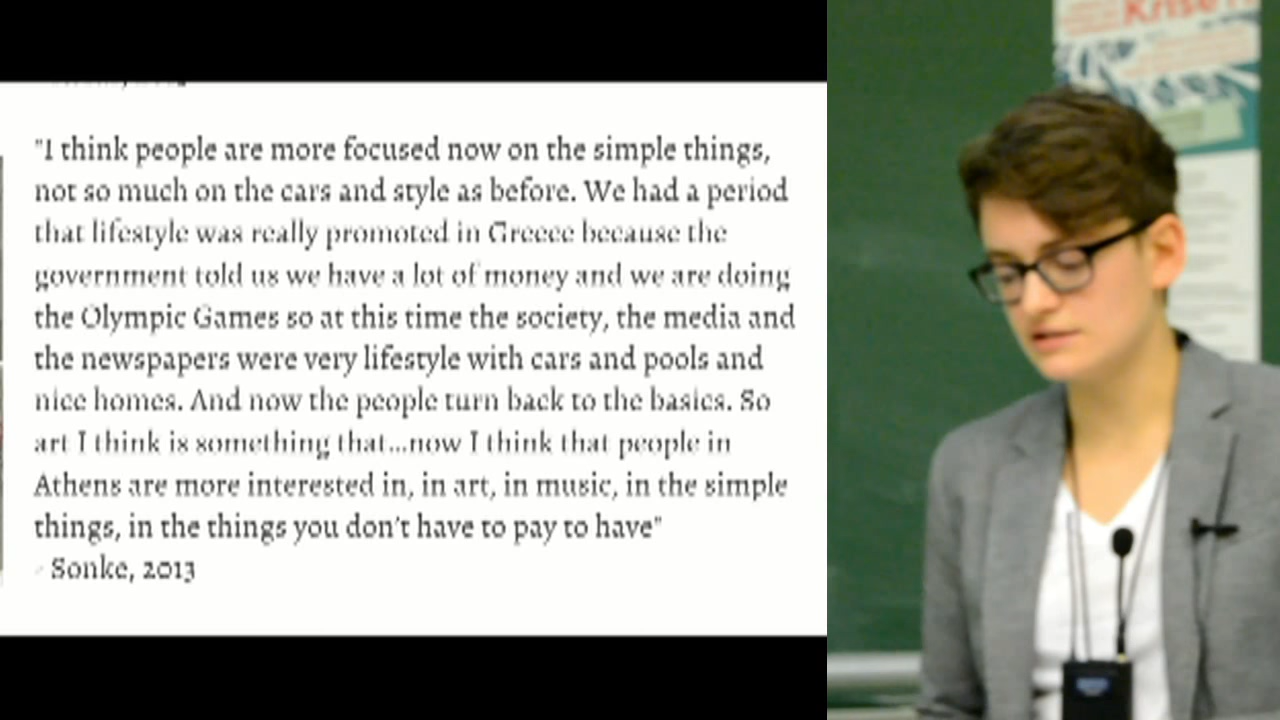 Krise
"I think people are more focused now on the simple things,
not so much on the cars and style as before. We had a period
that lifestyle was really promoted in Greece because the
government told us we have a lot of money and we are doing
the Olympic Games so at this time the society, the media and
the newspapers were very lifestyle with cars and pools and
nice homes. And now the people turn back to the basics. So
art I think is something that...now I think that people in
Athens are more interested in, in art, in music, in the simple
things, in the things you don't have to pay to have"
- Sonke, 2013